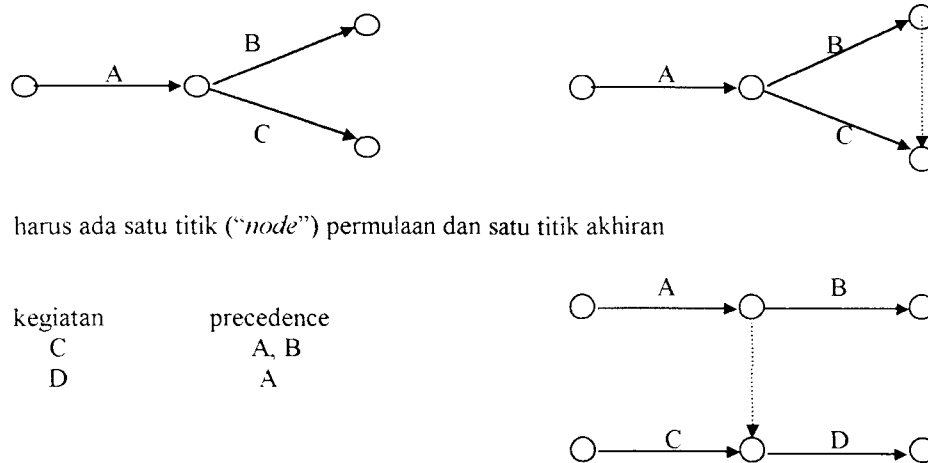 B
A
C
B
A
C
harus ada satu titik (“node”) permulaan dan satu titik akhiran
A B
kegiatan precedence
C A, B
D A
C D